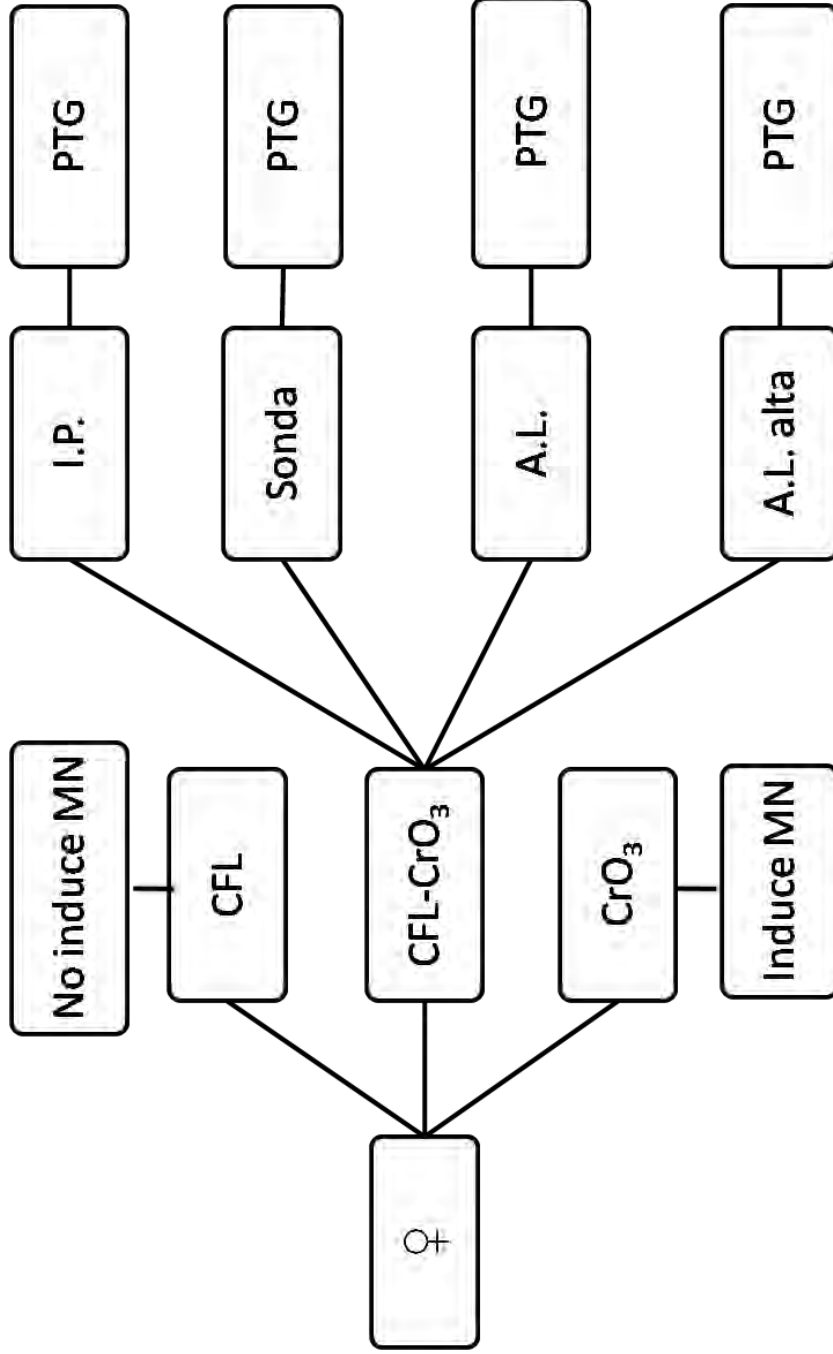 ♀
No induce MN
CFL
CFL-CrO₃
CrO₃
Induce MN
I.P.
PTG
Sonda
PTG
A.L.
PTG
A.L. alta
PTG